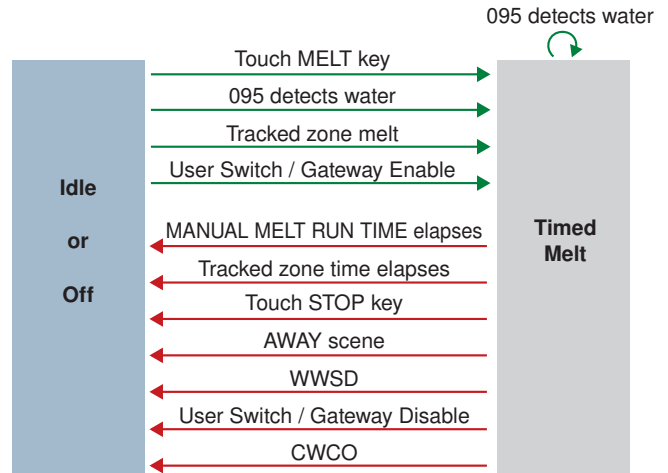 095 detects water
Touch MELT key
095 detects water
Tracked zone melt
User Switch / Gateway Enable
Idle
or
Off
MANUAL MELT RUN TIME elapses
Tracked zone time elapses
Touch STOP key
AWAY scene
WWSD
User Switch / Gateway Disable
CWCO
Timed
Melt